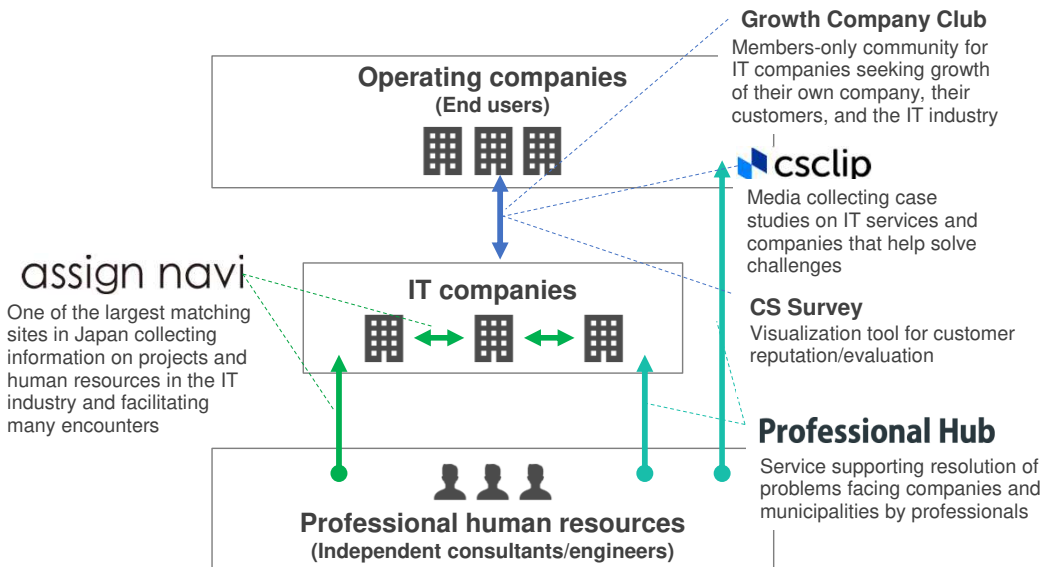 Growth Company Club
Members-only community for
IT companies seeking growth
of their own company, their
customers, and the IT industry
Operating companies
(End users)
csclip
Media collecting case
studies on IT services and
companies that help solve
challenges
assign navi
One of the largest matching
sites in Japan collecting
information on projects and
human resources in the IT
industry and facilitating
many encounters
IT companies
CS Survey
Visualization tool for customer
reputation/evaluation
Professional Hub
Service supporting resolution of
problems facing companies and
municipalities by professionals
Professional human resources
(Independent consultants/engineers)